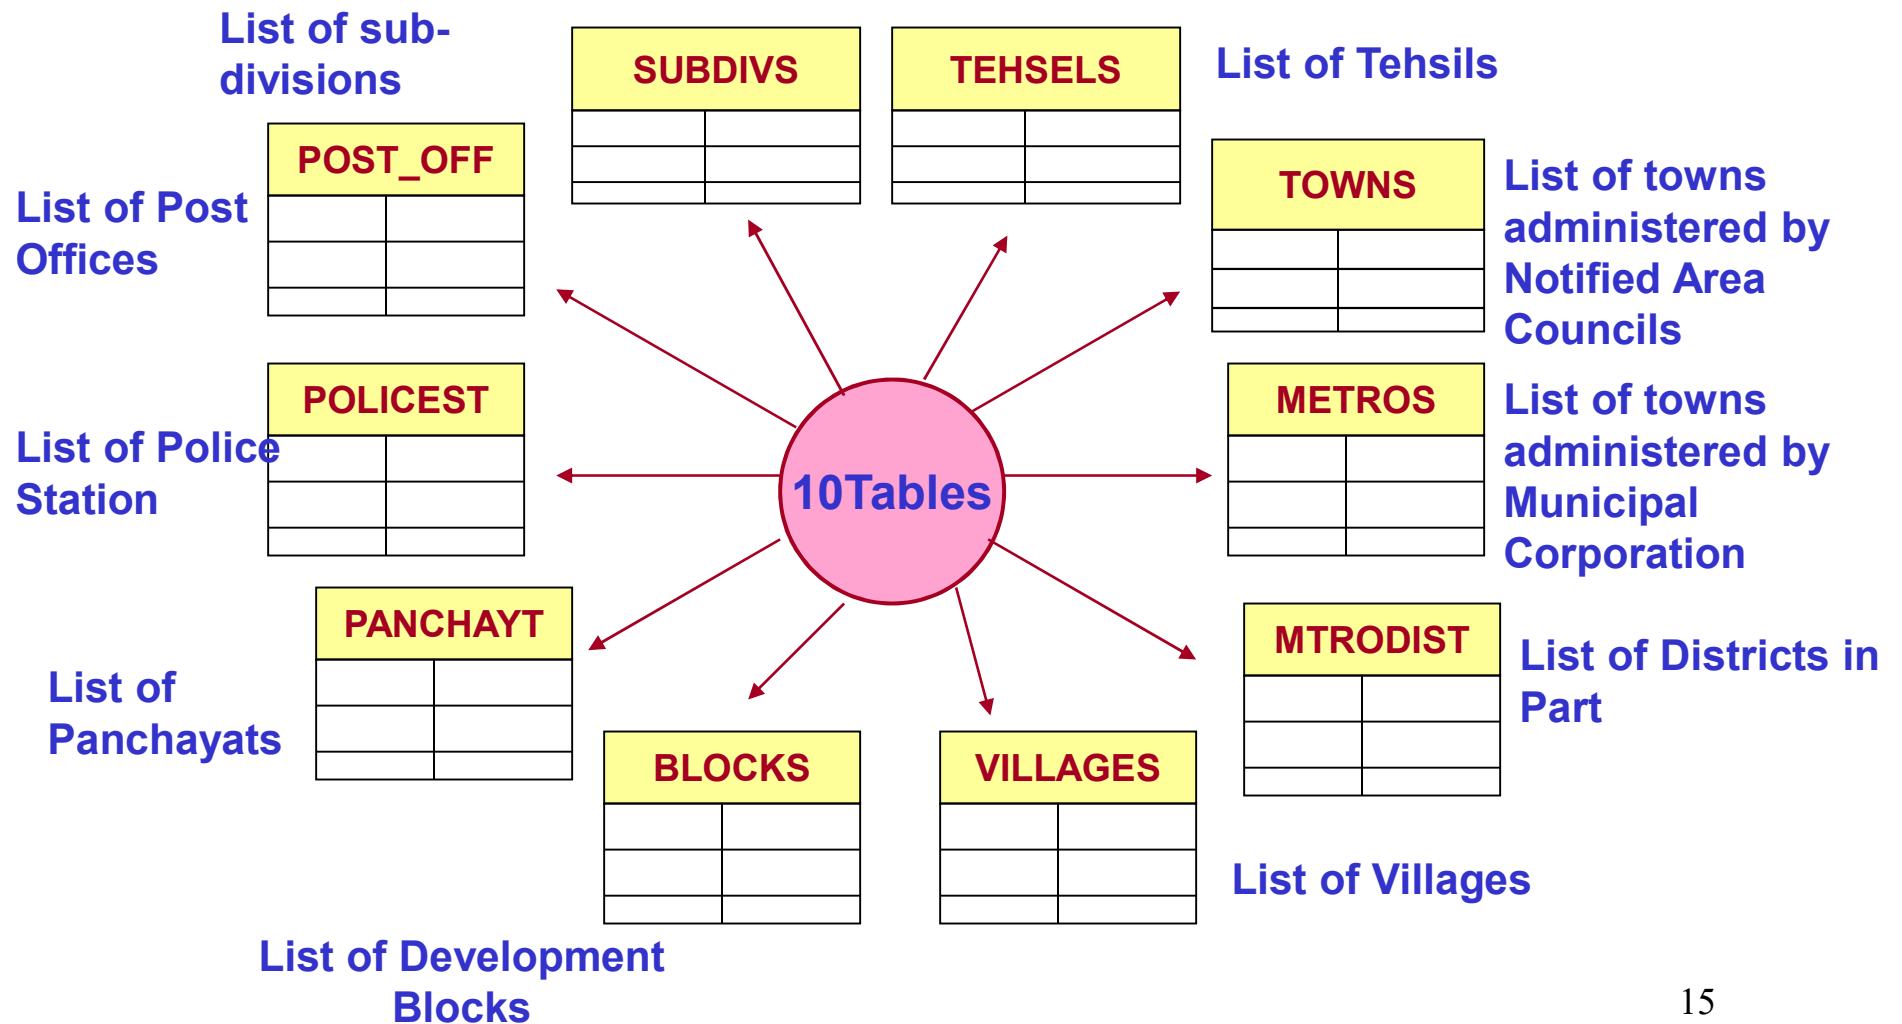 List of sub-
divisions
SUBDIVS
TEHSELS
List of Tehsils
POST_OFF
List of Post
Offices
TOWNS
List of towns
administered by
Notified Area
Councils
POLICEST
List of Police
Station
10Tables
METROS
List of towns
administered by
Municipal
Corporation
PANCHAYT
List of
Panchayats
MTRODIST
List of Districts in
Part
BLOCKS
List of Development
Blocks
VILLAGES
List of Villages
15